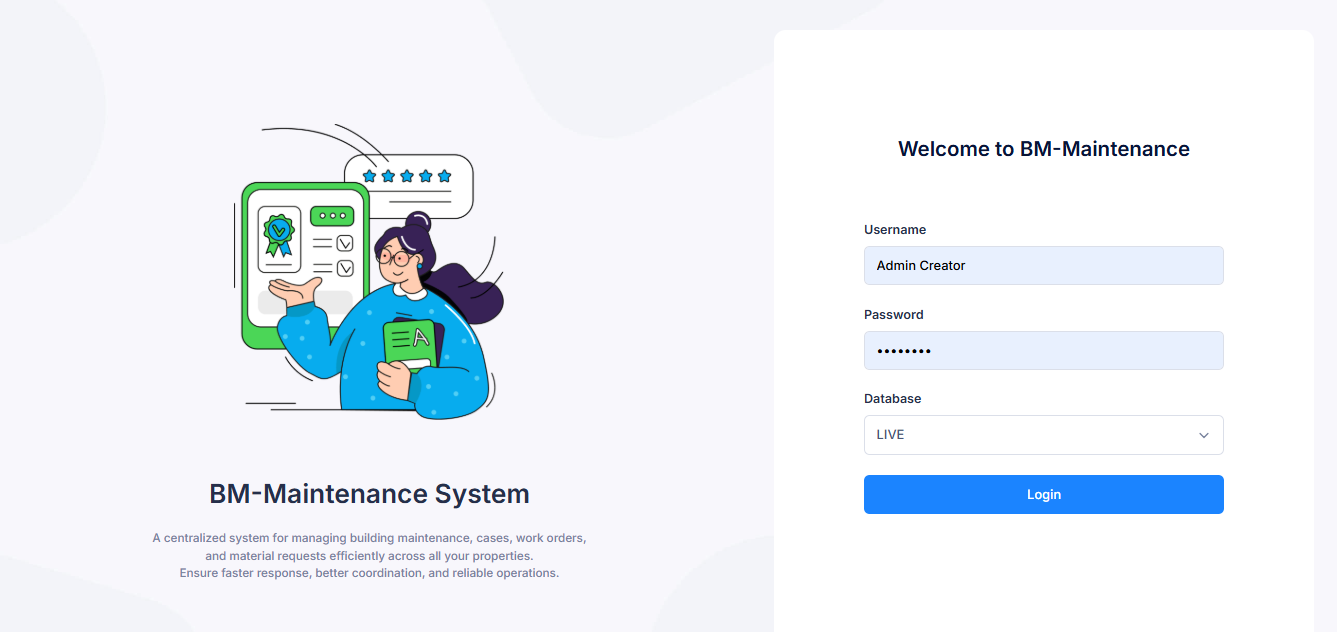 BM-Maintenance System
A centralized system for managing building maintenance, cases, work orders,
and material requests efficiently across all your properties.
Ensure faster response, better coordination, and reliable operations.
Welcome to BM-Maintenance
Username
Admin Creator
Password
••••••••
Database
LIVE
Login
A